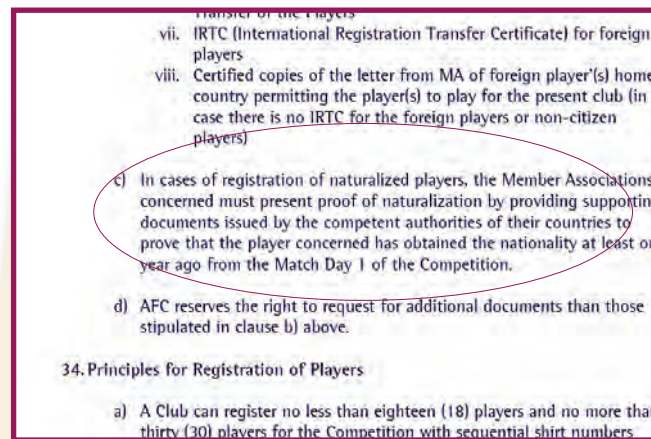 Transfer of the Players
vii. IRTC (International Registration Transfer Certificate) for foreign
players
viii. Certified copies of the letter from MA of foreign player'(s) home
country permitting the player(s) to play for the present club (in
case there is no IRTC for the foreign players or non-citizen
players)
c) In cases of registration of naturalized players, the Member Associations
concerned must present proof of naturalization by providing supportin
documents issued by the competent authorities of their countries to
prove that the player concerned has obtained the nationality at least on
year ago from the Match Day 1 of the Competition.
d) AFC reserves the right to request for additional documents than those
stipulated in clause b) above.
34. Principles for Registration of Players
a) A Club can register no less than eighteen (18) players and no more than
thirty (30) players for the Competition with sequential shirt numbers